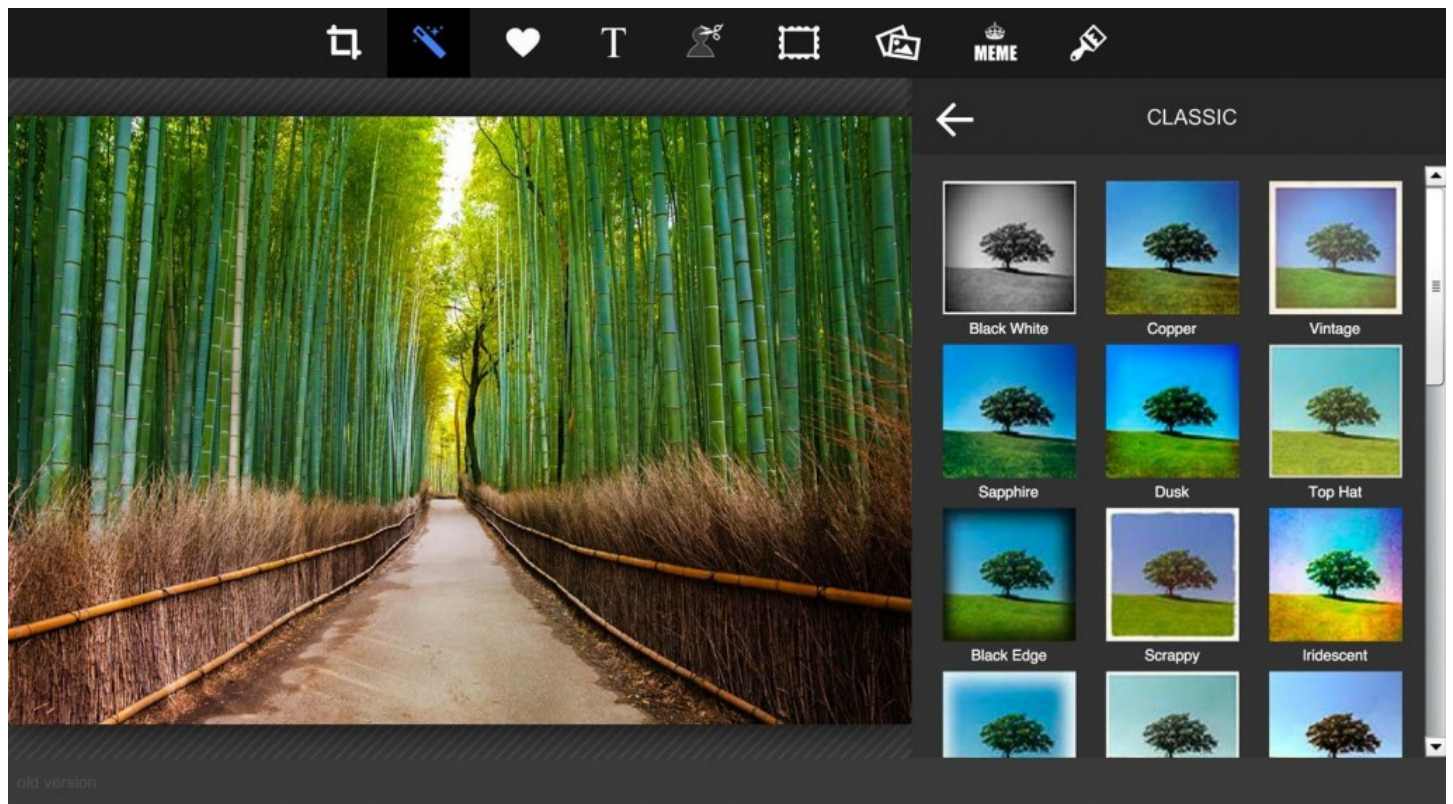 T
MEME
CLASSIC
Black White
Copper
Vintage
Sapphire
Dusk
Top Hat
Black Edge
Scrappy
Iridescent
old version